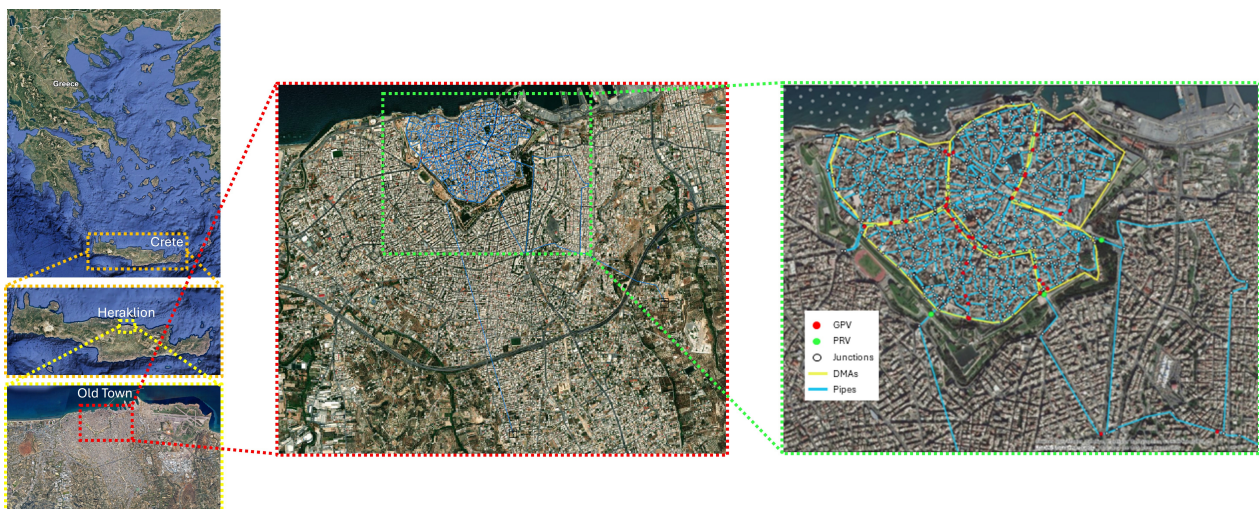 Greece
Crete
Heraklion
Old Town
GPV
PRV
Junctions
DMAs
Pipes